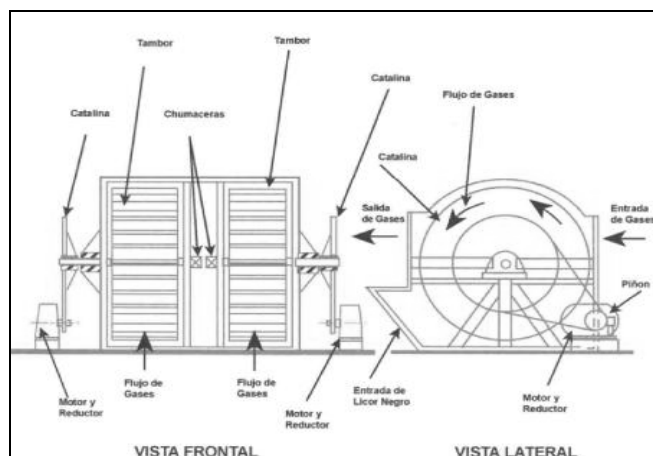 Tambor
Tambor
Catalina
Chumaceras
Catalina
Flujo de Gases
Catalina
Salida
de Gases
Entrada
de Gases
Piñon
Motor y
Reductor
Flujo de
Gases
Flujo de
Gases
Motor y
Reductor
Entrada de
Licor Negro
Motor y
Reductor
VISTA FRONTAL
VISTA LATERAL